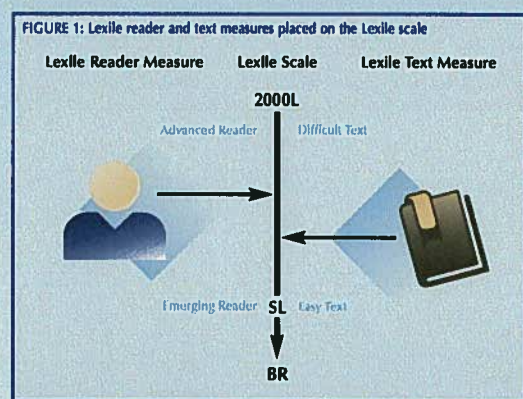 FIGURE 1: Lexile reader and text measures placed on the Lexile scale
Lexile Reader Measure Lexile Scale Lexile Text Measure
2000L
Advanced Reader Difficult Text
Emerging Reader SL Easy Text
BR